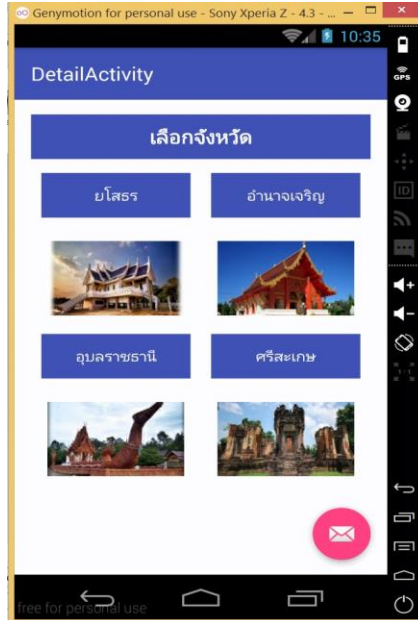 Genymotion for personal use - Sony Xperia Z - 4.3 - ...
10:35
DetailActivity
GPS
เลือกจังหวัด
ยโสธร อำนาจเจริญ
ID
อุบลราชธานี ศรีสะเกษ
free for personal use